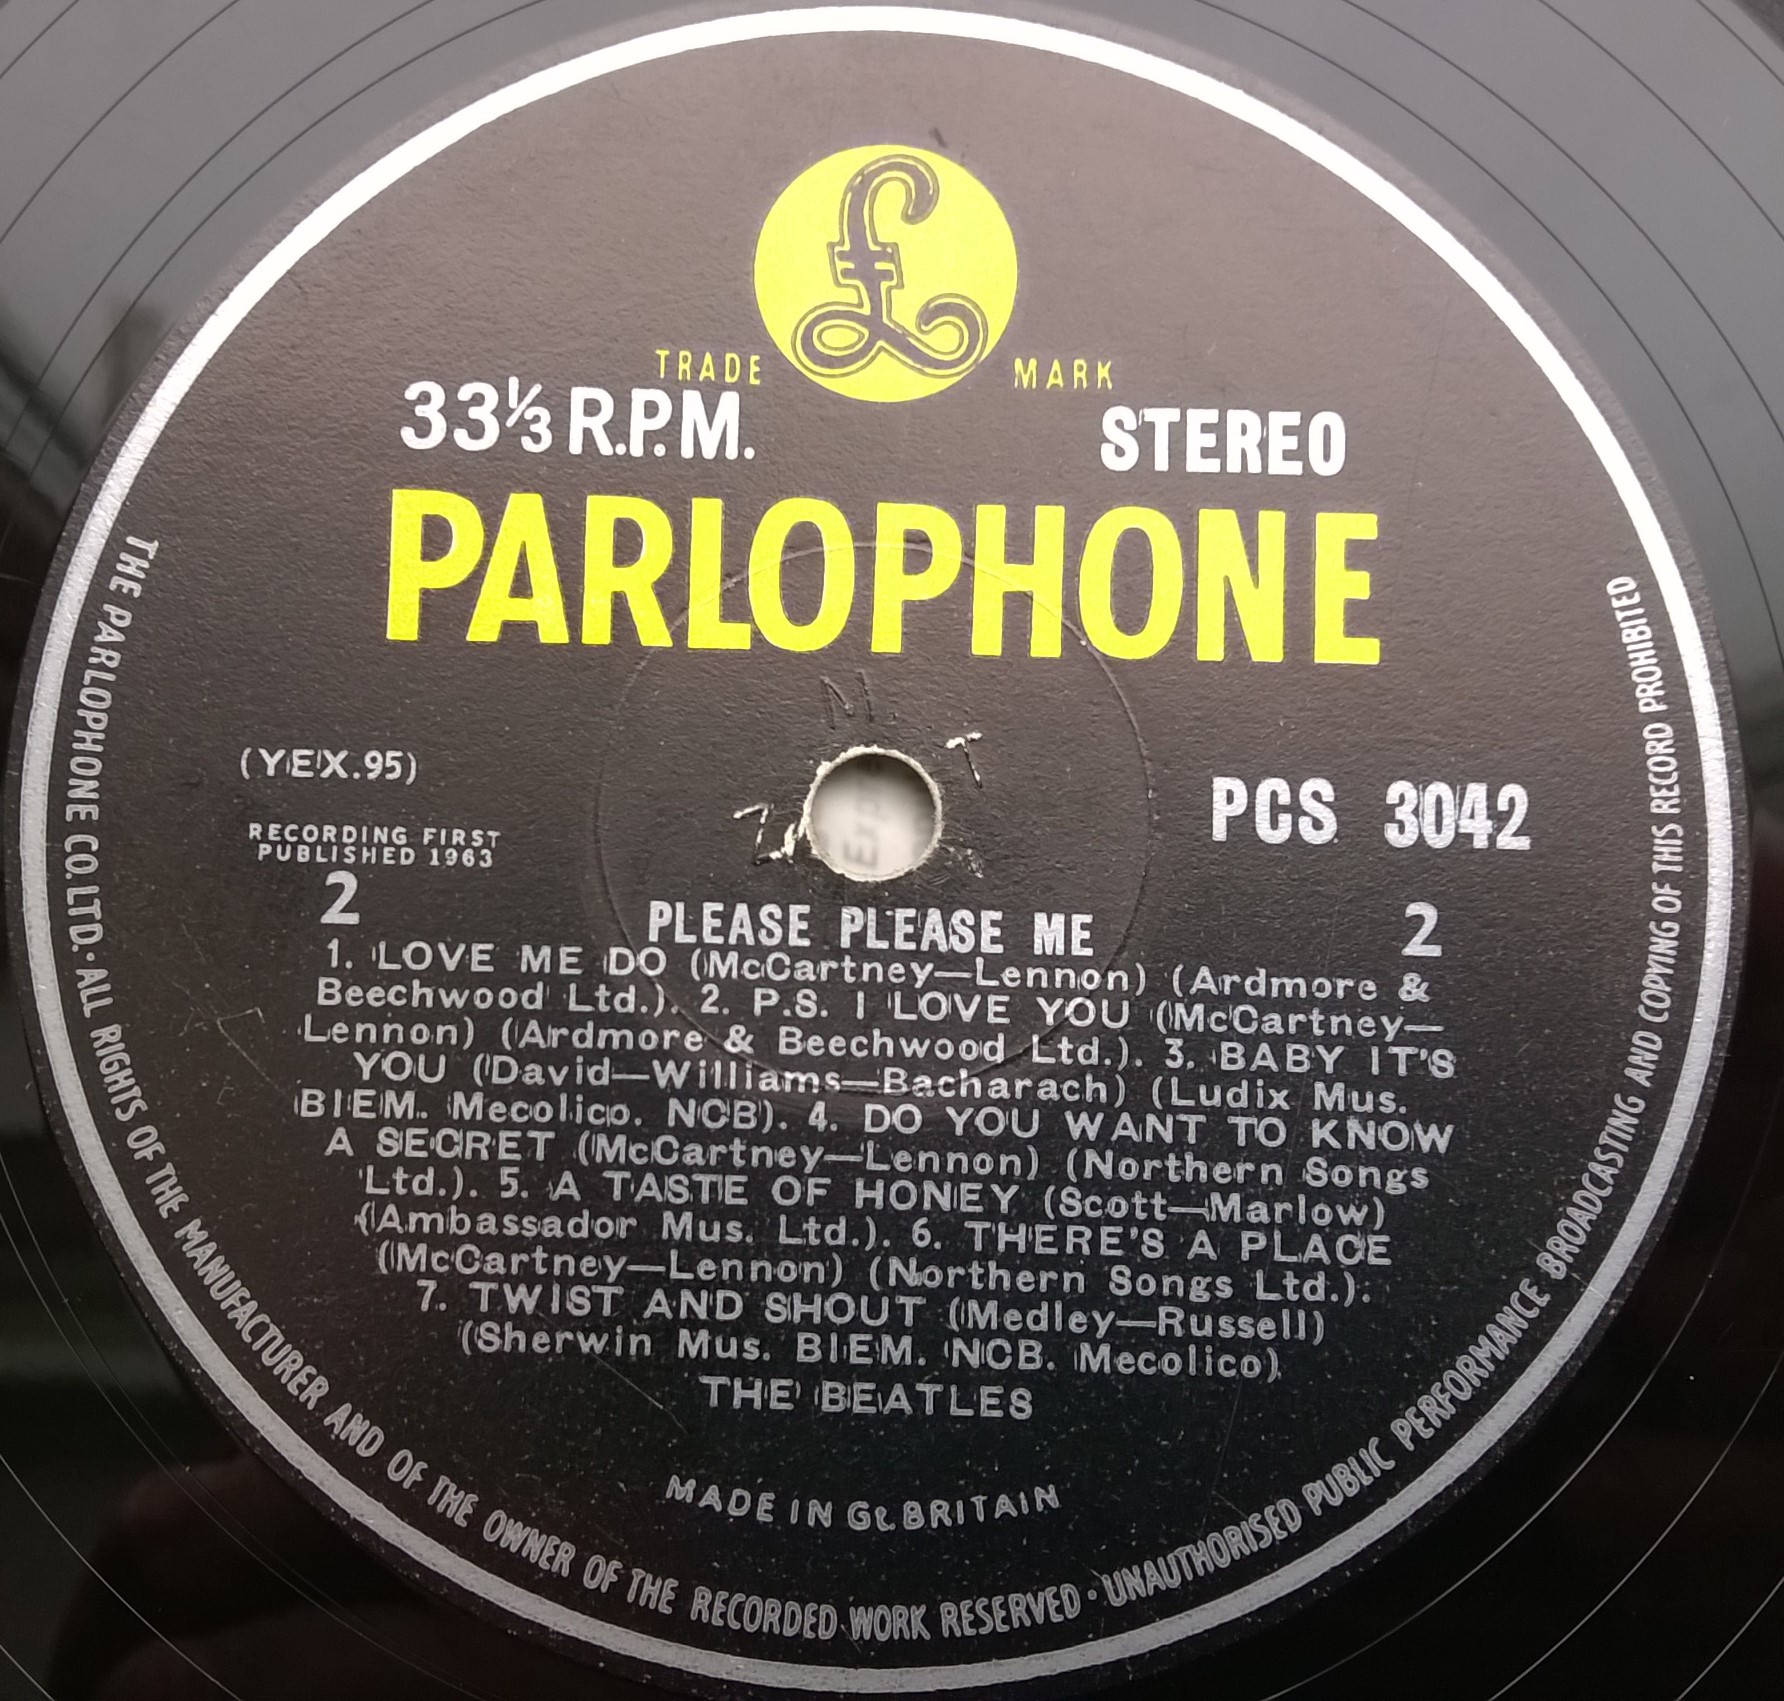 £
TRADE MARK
33⅓ R.P.M. STEREO
PARLOPHONE
N. T
(YEX.95)
PCS 3042
RECORDING FIRST
PUBLISHED 1963
2 2
PLEASE PLEASE ME
1. LOVE ME DO (McCartney—Lennon) (Ardmore &
Beechwood Ltd.). 2. P.S. I LOVE YOU (McCartney—
Lennon) (Ardmore & Beechwood Ltd.). 3. BABY IT'S
YOU (David—Williams—Bacharach) (Ludix Mus.
BIEM. Mecolico. NCB). 4. DO YOU WANT TO KNOW
A SECRET (McCartney—Lennon) (Northern Songs
Ltd.). 5. A TASTE OF HONEY (Scott—Marlow)
(Ambassador Mus. Ltd.). 6. THERE'S A PLACE
(McCartney—Lennon) (Northern Songs Ltd.).
7. TWIST AND SHOUT (Medley—Russell)
(Sherwin Mus. BIEM. NCB. Mecolico)
THE BEATLES
MADE IN Gt. BRITAIN
THE PARLOPHONE CO. LTD. · ALL RIGHTS OF THE MANUFACTURER AND OF THE OWNER OF THE RECORDED WORK RESERVED · UNAUTHORISED PUBLIC PERFORMANCE BROADCASTING AND COPYING OF THIS RECORD PROHIBITED